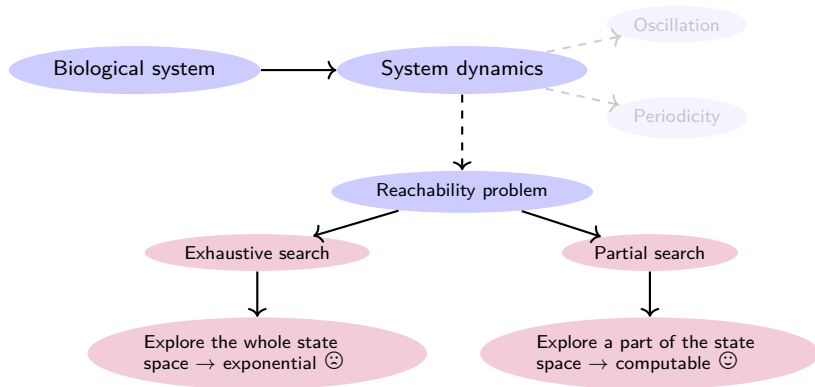 Oscillation
Biological system
System dynamics
Periodicity
Reachability problem
Exhaustive search
Partial search
Explore the whole state
space → exponential ☹
Explore a part of the state
space → computable ☺